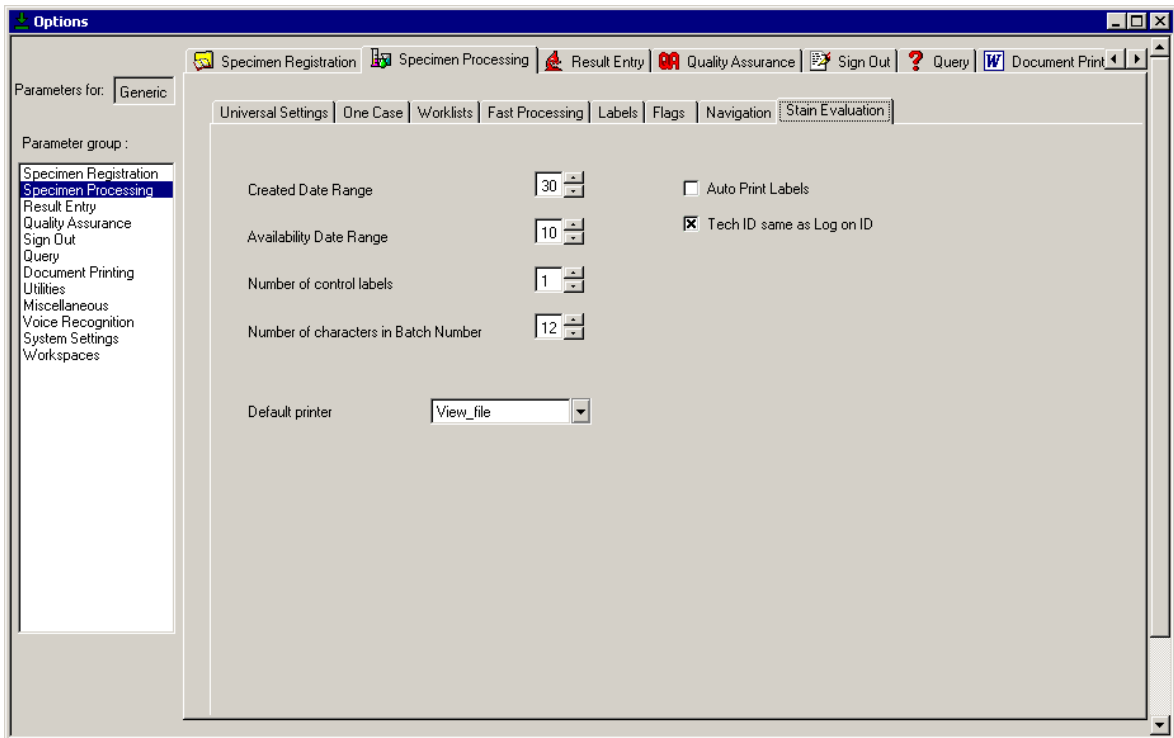 Options
Specimen Registration Specimen Processing Result Entry QA Quality Assurance Sign Out ? Query W Document Print
Parameters for: Generic
Universal Settings One Case Worklists Fast Processing Labels Flags Navigation Stain Evaluation
Parameter group :
Specimen Registration
Specimen Processing
Result Entry
Quality Assurance
Sign Out
Query
Document Printing
Utilities
Miscellaneous
Voice Recognition
System Settings
Workspaces
Created Date Range 30
Auto Print Labels
Availability Date Range 10
Tech ID same as Log on ID
Number of control labels 1
Number of characters in Batch Number 12
Default printer View_file